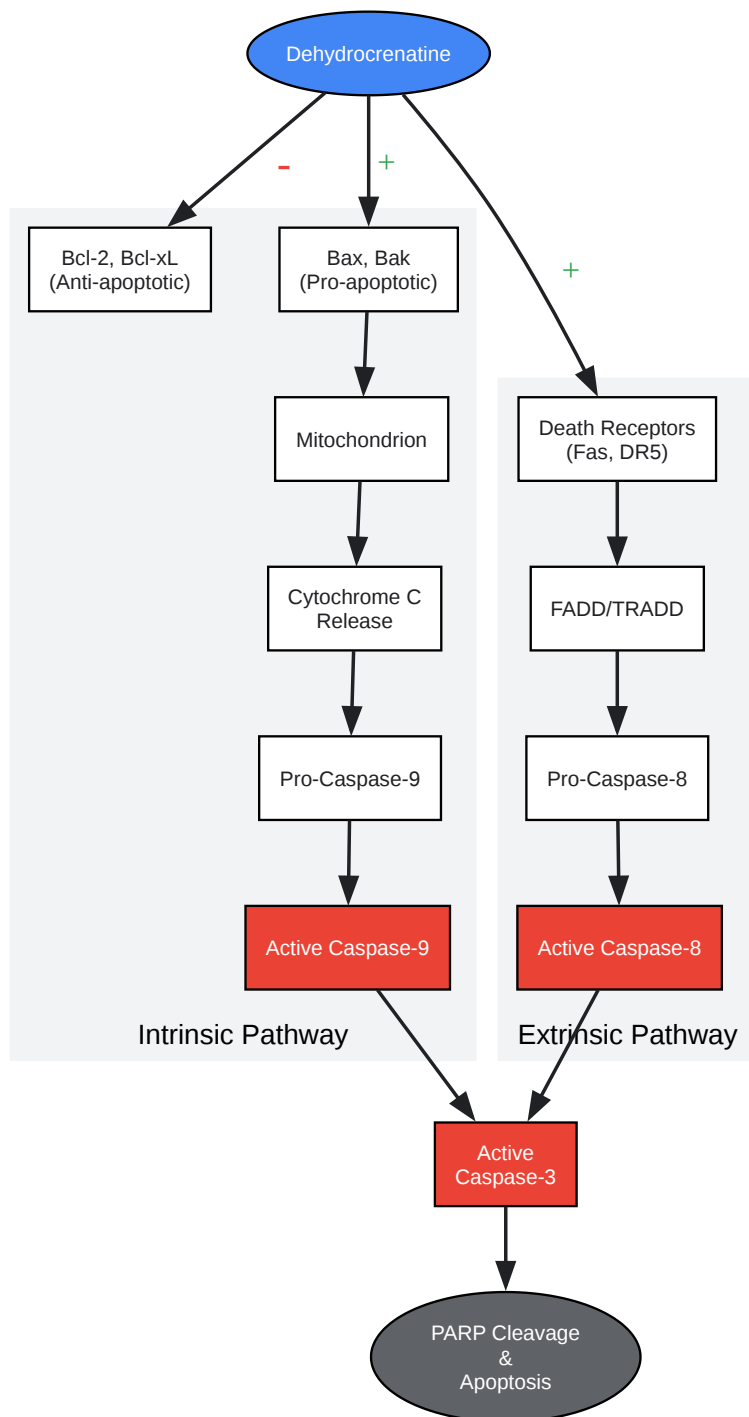 Dehydrocrenatine
-
+
Bcl-2, Bcl-xL
(Anti-apoptotic)
Bax, Bak
(Pro-apoptotic)
+
Mitochondrion
Death Receptors
(Fas, DR5)
Cytochrome C
Release
FADD/TRADD
Pro-Caspase-9
Pro-Caspase-8
Active Caspase-9
Active Caspase-8
Intrinsic Pathway
Extrinsic Pathway
Active
Caspase-3
PARP Cleavage
&
Apoptosis